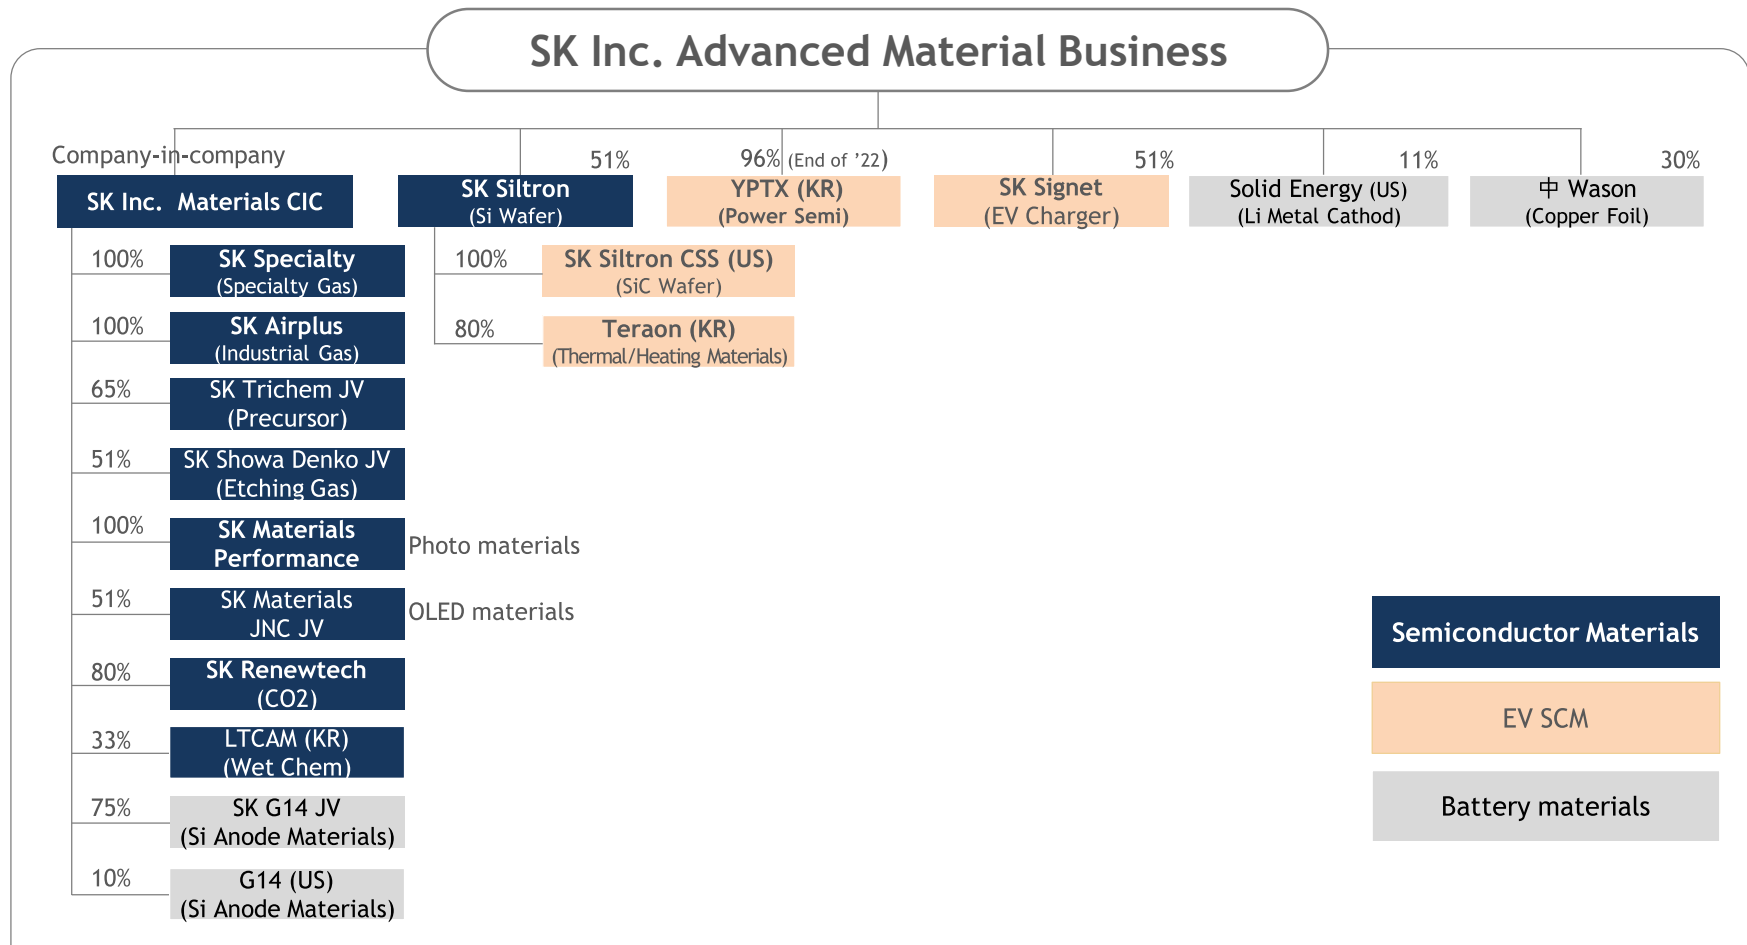 SK Inc. Advanced Material Business
Company-in-company
SK Inc. Materials CIC
51%
SK Siltron
(Si Wafer)
96% (End of ’22)
YPTX (KR)
(Power Semi)
51%
SK Signet
(EV Charger)
11%
Solid Energy (US)
(Li Metal Cathod)
30%
中 Wason
(Copper Foil)
100%
SK Specialty
(Specialty Gas)
100%
SK Airplus
(Industrial Gas)
65%
SK Trichem JV
(Precursor)
51%
SK Showa Denko JV
(Etching Gas)
100%
SK Materials
Performance
Photo materials
51%
SK Materials
JNC JV
OLED materials
80%
SK Renewtech
(CO2)
33%
LTCAM (KR)
(Wet Chem)
75%
SK G14 JV
(Si Anode Materials)
10%
G14 (US)
(Si Anode Materials)
100%
SK Siltron CSS (US)
(SiC Wafer)
80%
Teraon (KR)
(Thermal/Heating Materials)
Semiconductor Materials
EV SCM
Battery materials